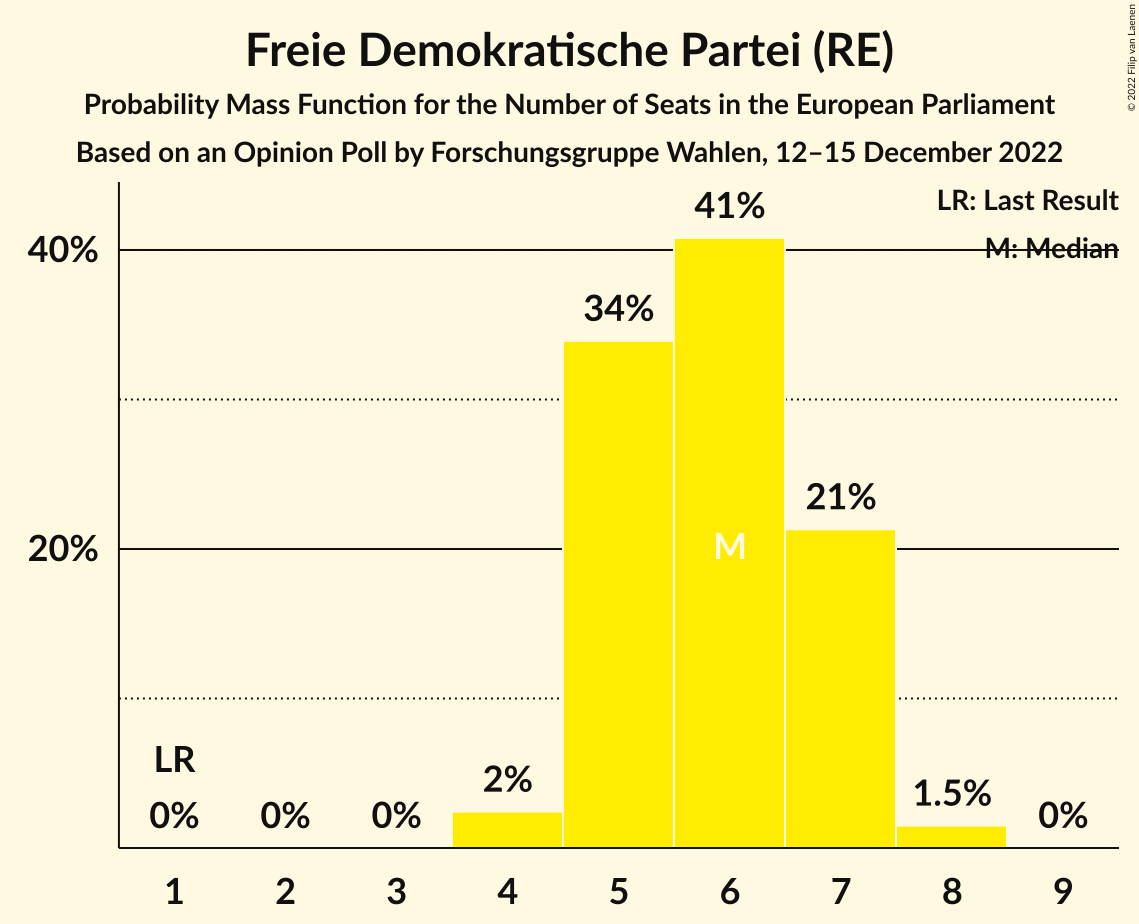 Freie Demokratische Partei (RE)
Probability Mass Function for the Number of Seats in the European Parliament
Based on an Opinion Poll by Forschungsgruppe Wahlen, 12–15 December 2022
© 2022 Filip van Laenen
LR: Last Result
M: Median
41%
40%
34%
21%
20%
M
LR
0%
0%
0%
2%
1.5%
0%
1
2
3
4
5
6
7
8
9